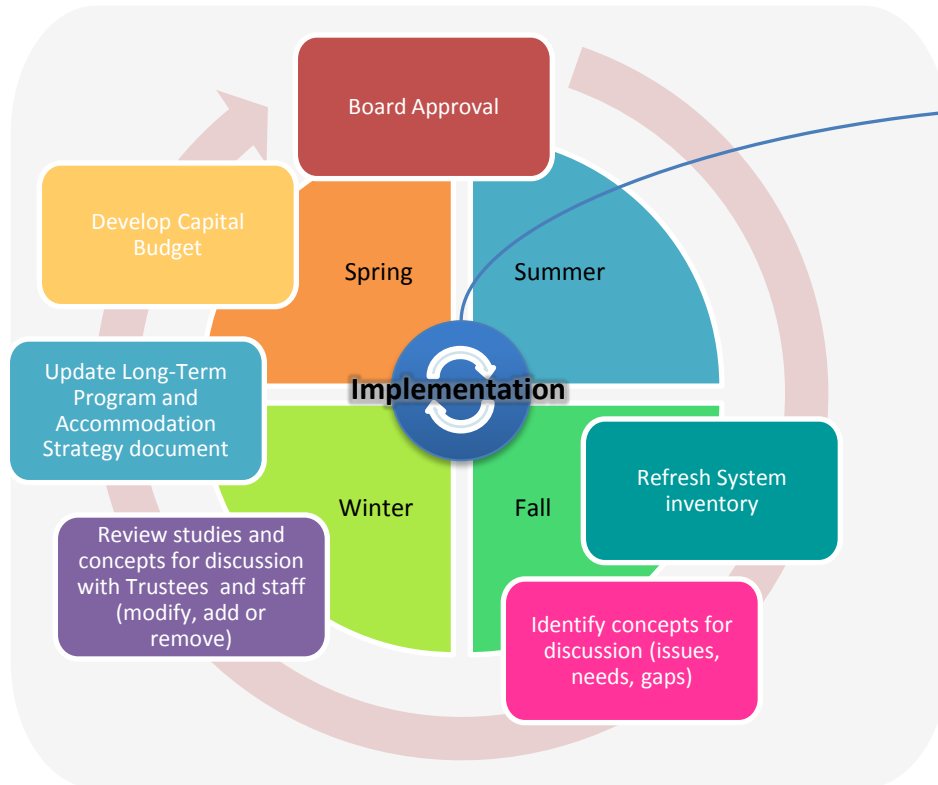 Board Approval
Develop Capital
Budget
Spring
Summer
Update Long-Term
Program and
Accommodation
Strategy document
Implementation
Refresh System
inventory
Winter
Fall
Review studies and
concepts for discussion
with Trustees and staff
(modify, add or
remove)
Identify concepts for
discussion (issues,
needs, gaps)